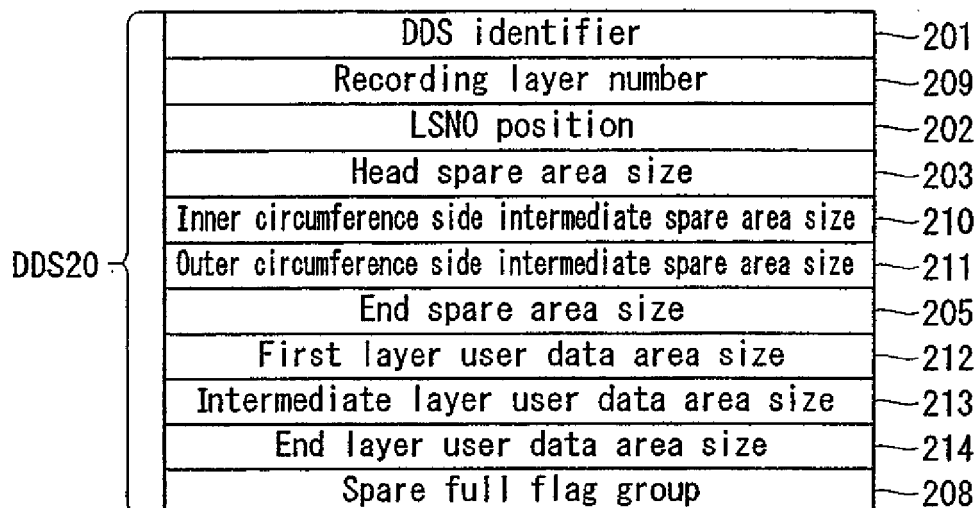 DDS identifier 201
Recording layer number 209
LSN0 position 202
Head spare area size 203
Inner circumference side intermediate spare area size 210
DDS20 Outer circumference side intermediate spare area size 211
End spare area size 205
First layer user data area size 212
Intermediate layer user data area size 213
End layer user data area size 214
Spare full flag group 208